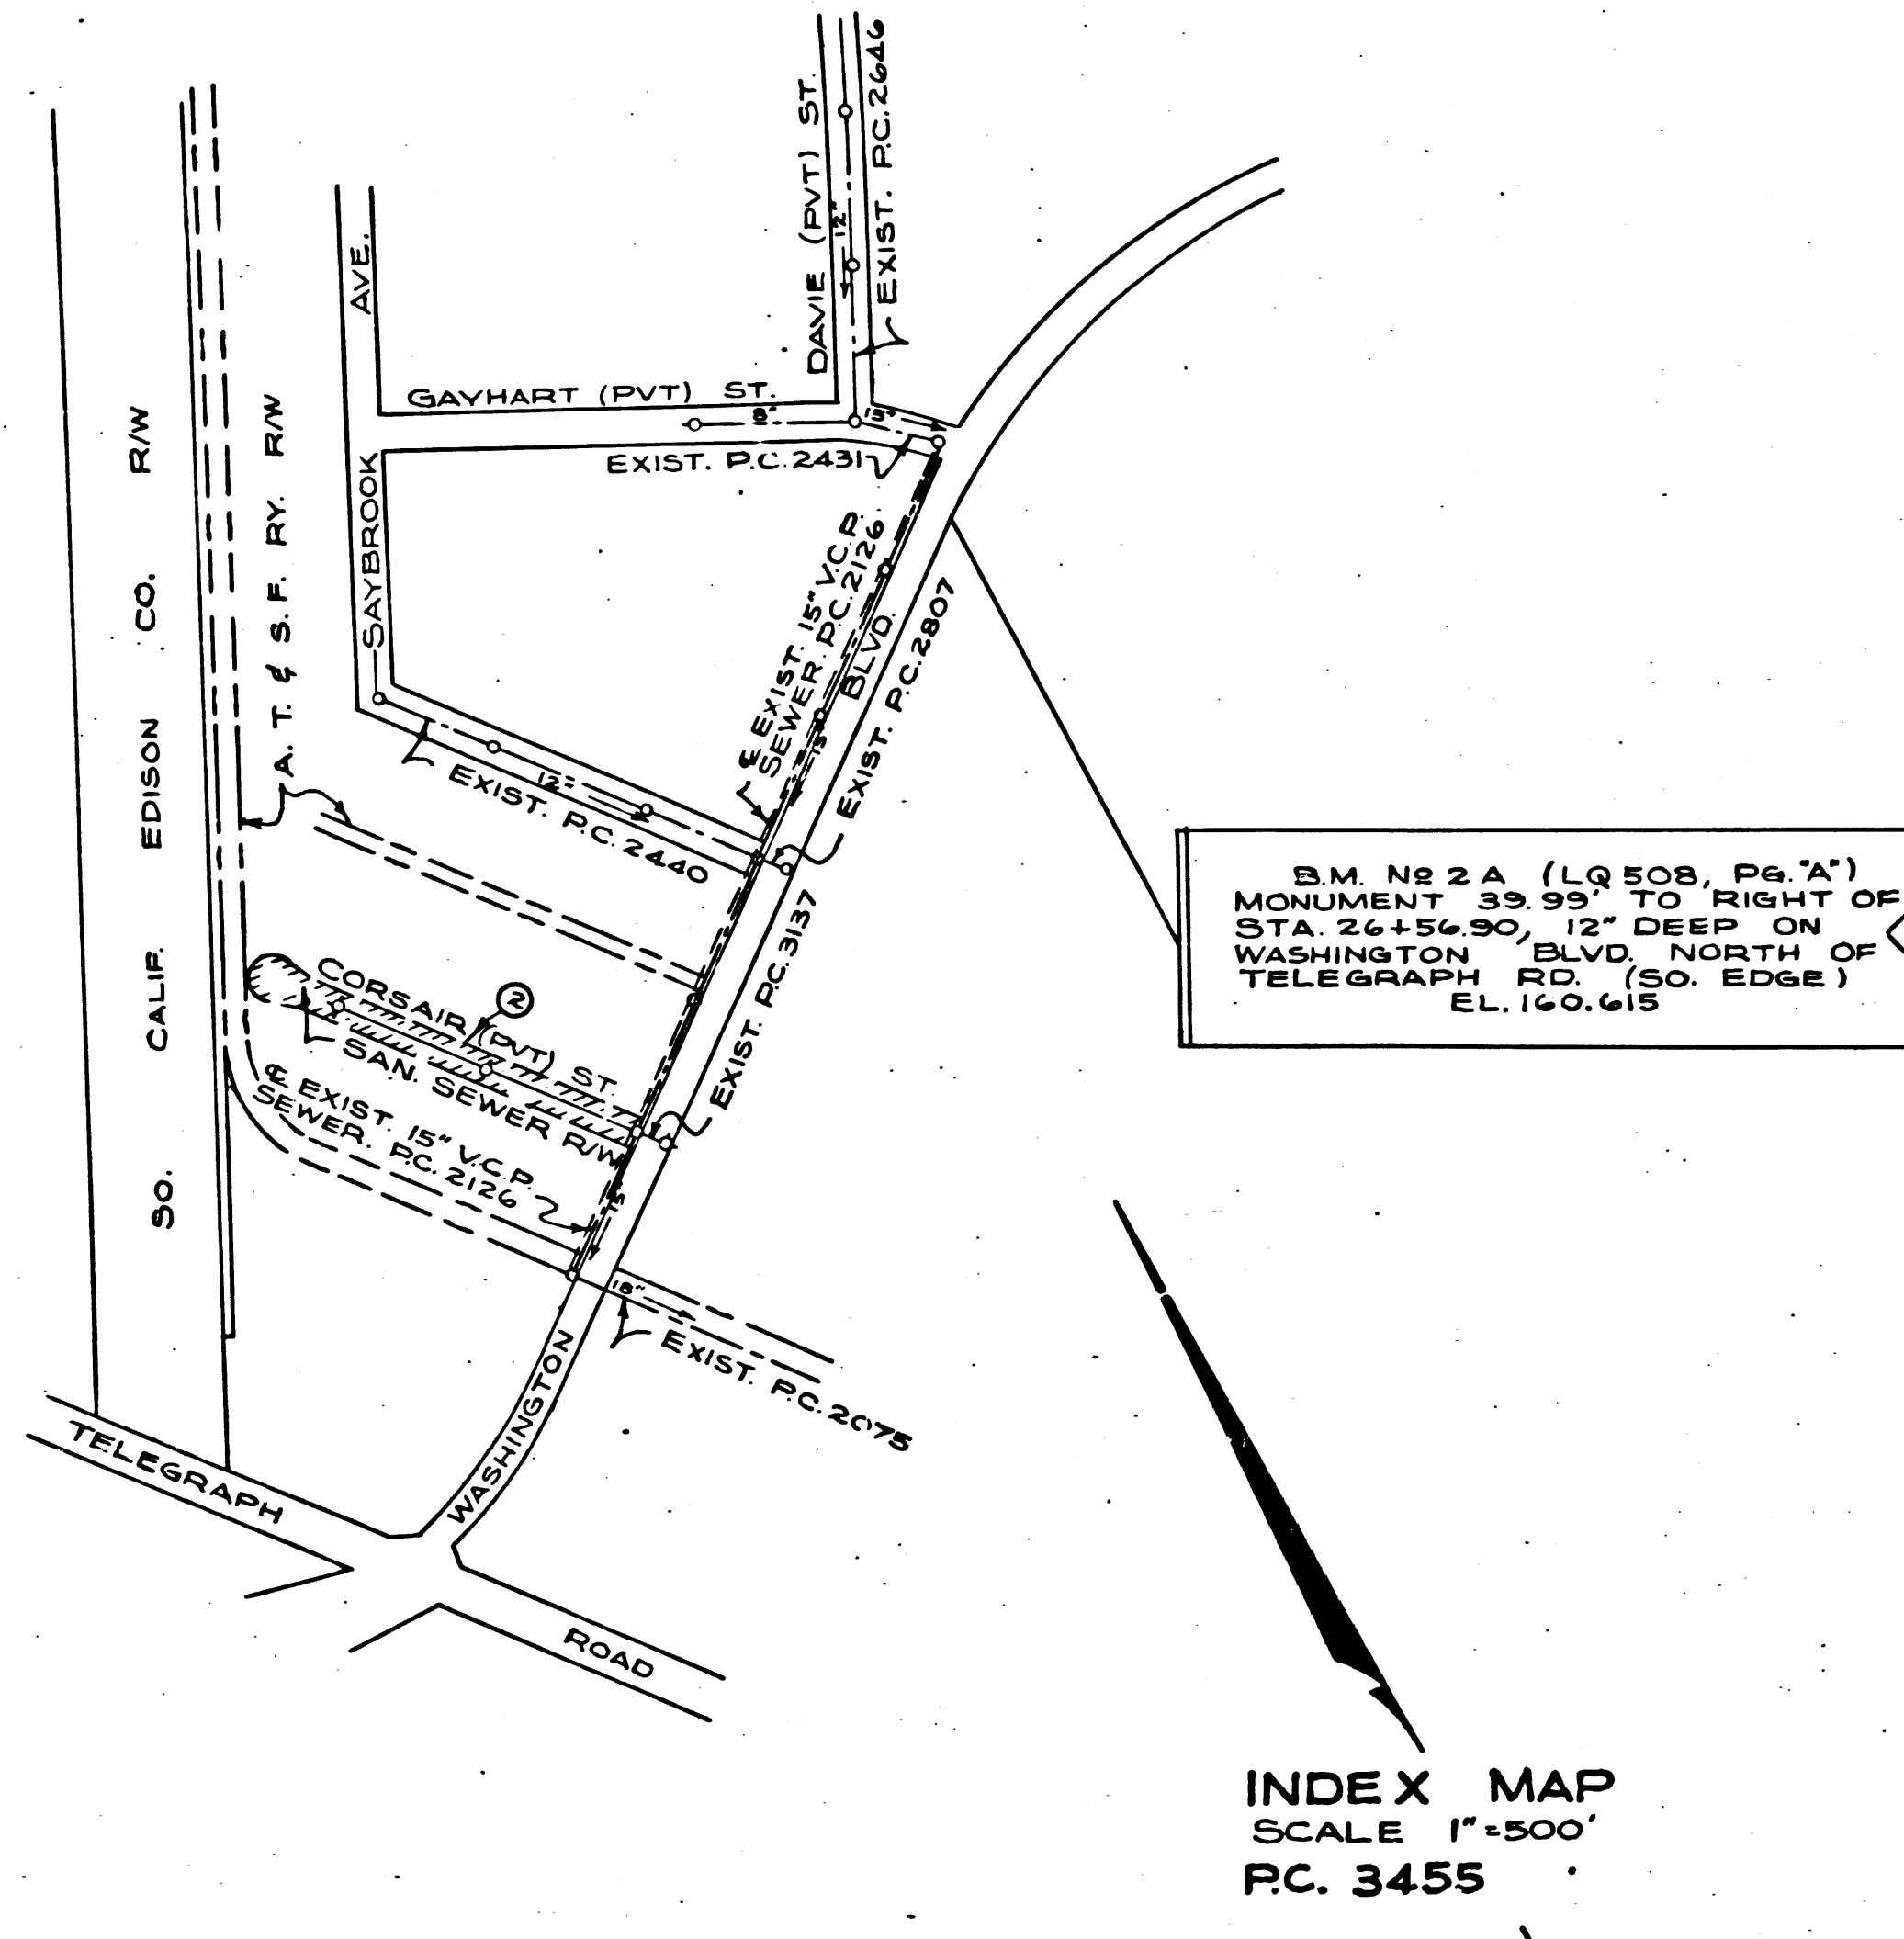 DAVIE (PVT) ST.
EXIST. P.C. 2646
12"
AVE.
SAYBROOK
GAYHART (PVT) ST.
8"
15"
EXIST. P.C. 2431
SO. CALIF. EDISON CO. R/W
A. T. & S. F. RY. R/W
℄ EXIST. 15" V.C.P.
SEWER P.C. 2126
BLVD.
15"
EXIST. P.C. 2807
12"
EXIST. P.C. 2440
EXIST. P.C. 3137
CORSAIR (PVT) ST
2
SAN. SEWER R/W
℄ EXIST. 15" V.C.P.
SEWER. P.C. 2126
15"
18"
EXIST. P.C. 2075
WASHINGTON
TELEGRAPH
ROAD
B.M. No 2 A (LQ 508, PG. "A")
MONUMENT 39.99' TO RIGHT OF
STA. 26+56.90, 12" DEEP ON
WASHINGTON BLVD. NORTH OF
TELEGRAPH RD. (SO. EDGE)
EL. 160.615
INDEX MAP
SCALE 1"=500'
P.C. 3455